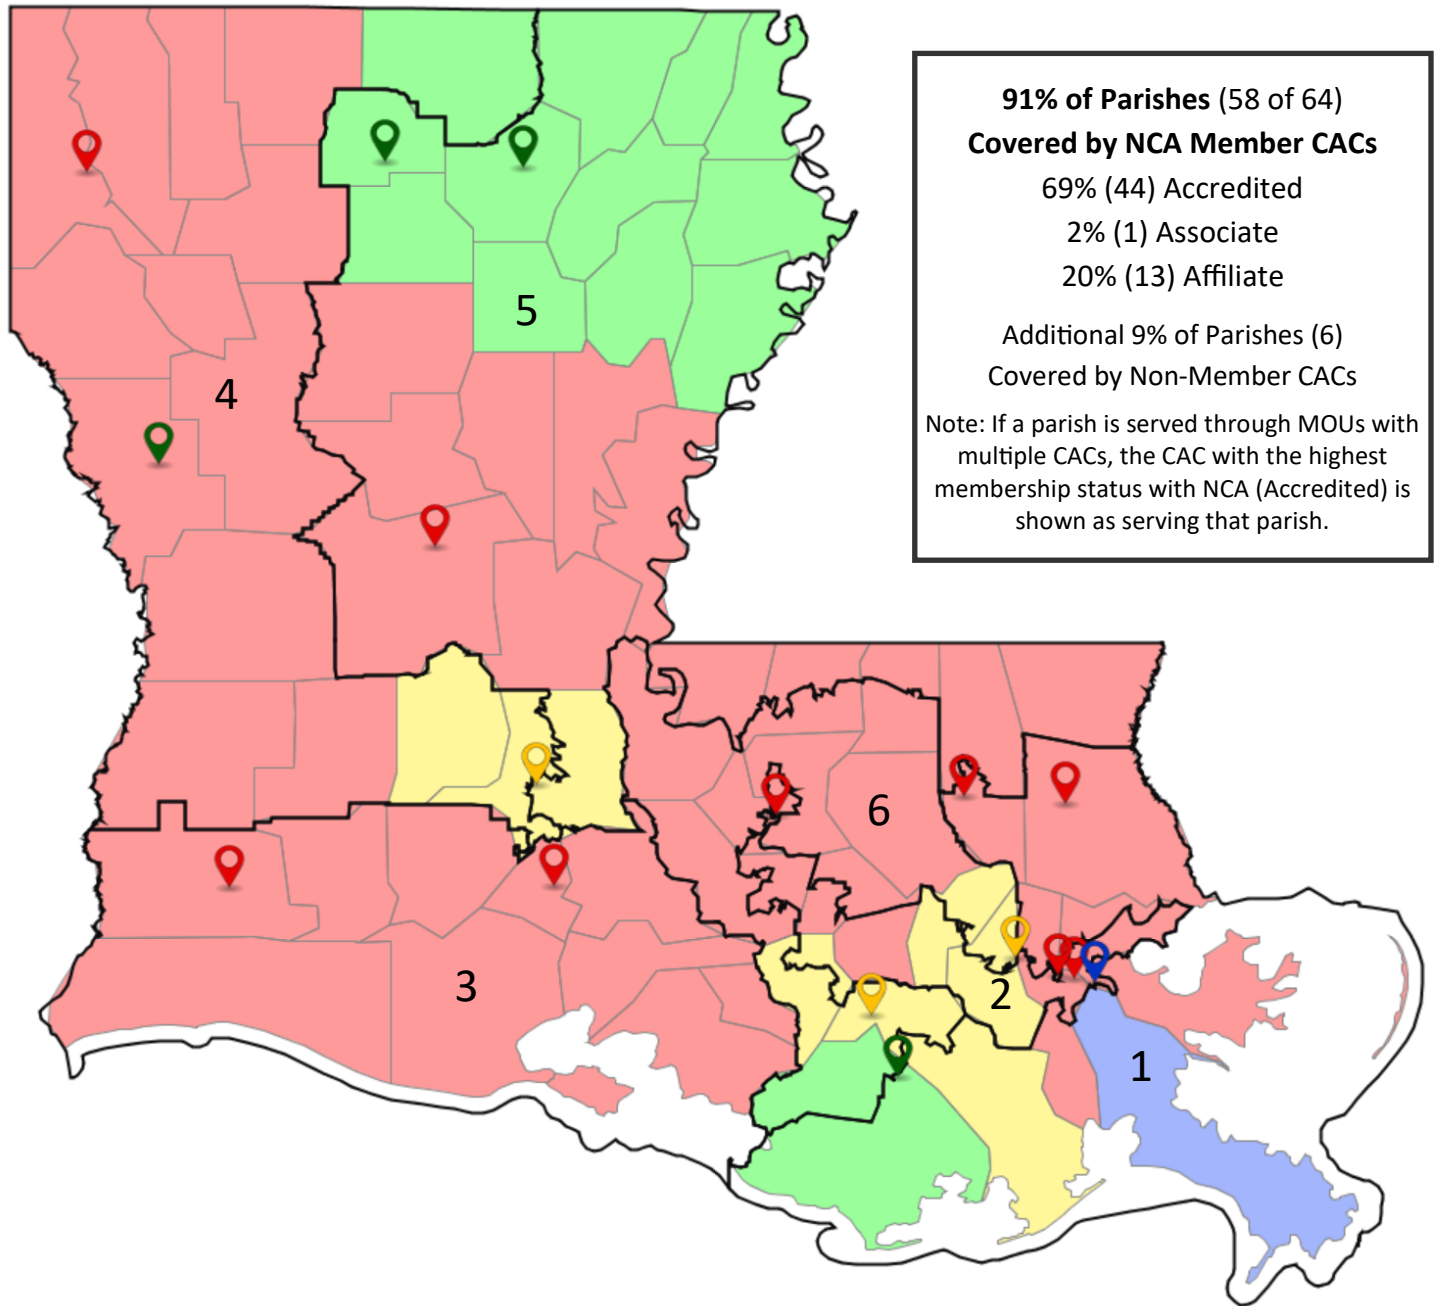 91% of Parishes (58 of 64)
Covered by NCA Member CACs
69% (44) Accredited
2% (1) Associate
20% (13) Affiliate
Additional 9% of Parishes (6)
Covered by Non-Member CACs
Note: If a parish is served through MOUs with
multiple CACs, the CAC with the highest
membership status with NCA (Accredited) is
shown as serving that parish.
5
4
6
3
2
1